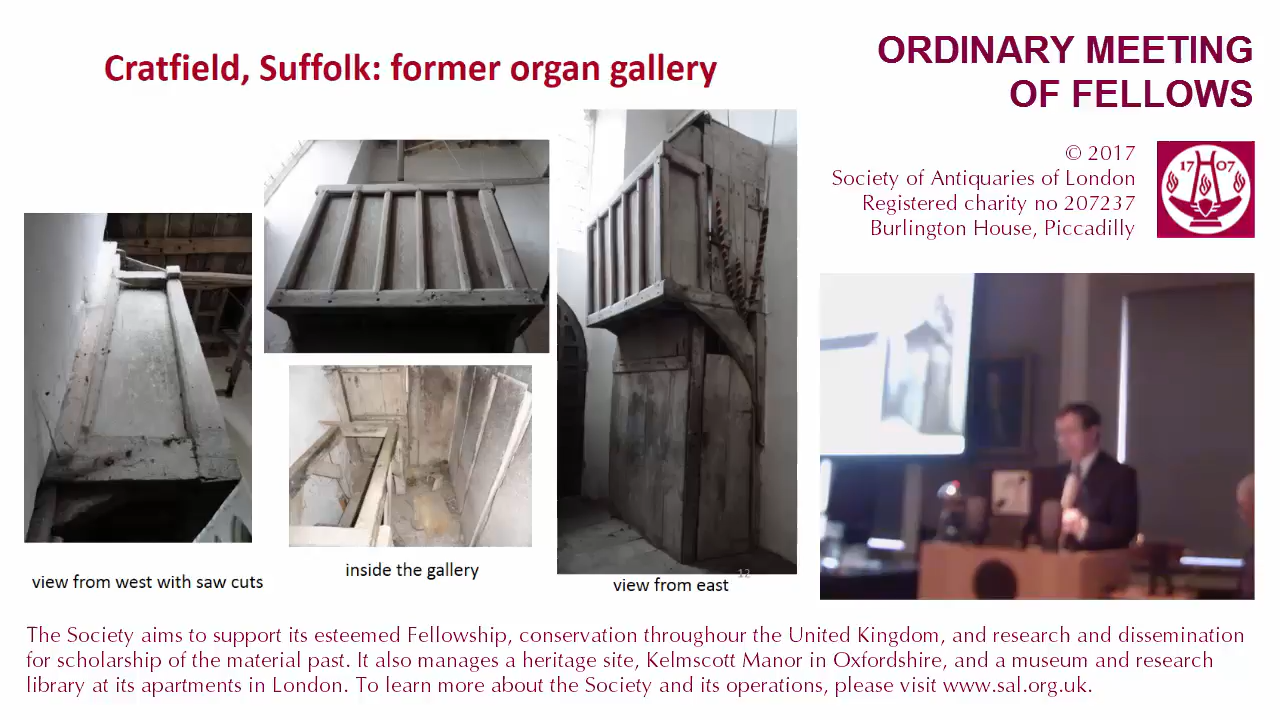 Cratfield, Suffolk: former organ gallery
ORDINARY MEETING
OF FELLOWS
© 2017
Society of Antiquaries of London
Registered charity no 207237
Burlington House, Piccadilly
17 07
view from west with saw cuts
inside the gallery
view from east
12
The Society aims to support its esteemed Fellowship, conservation throughour the United Kingdom, and research and dissemination
for scholarship of the material past. It also manages a heritage site, Kelmscott Manor in Oxfordshire, and a museum and research
library at its apartments in London. To learn more about the Society and its operations, please visit www.sal.org.uk.